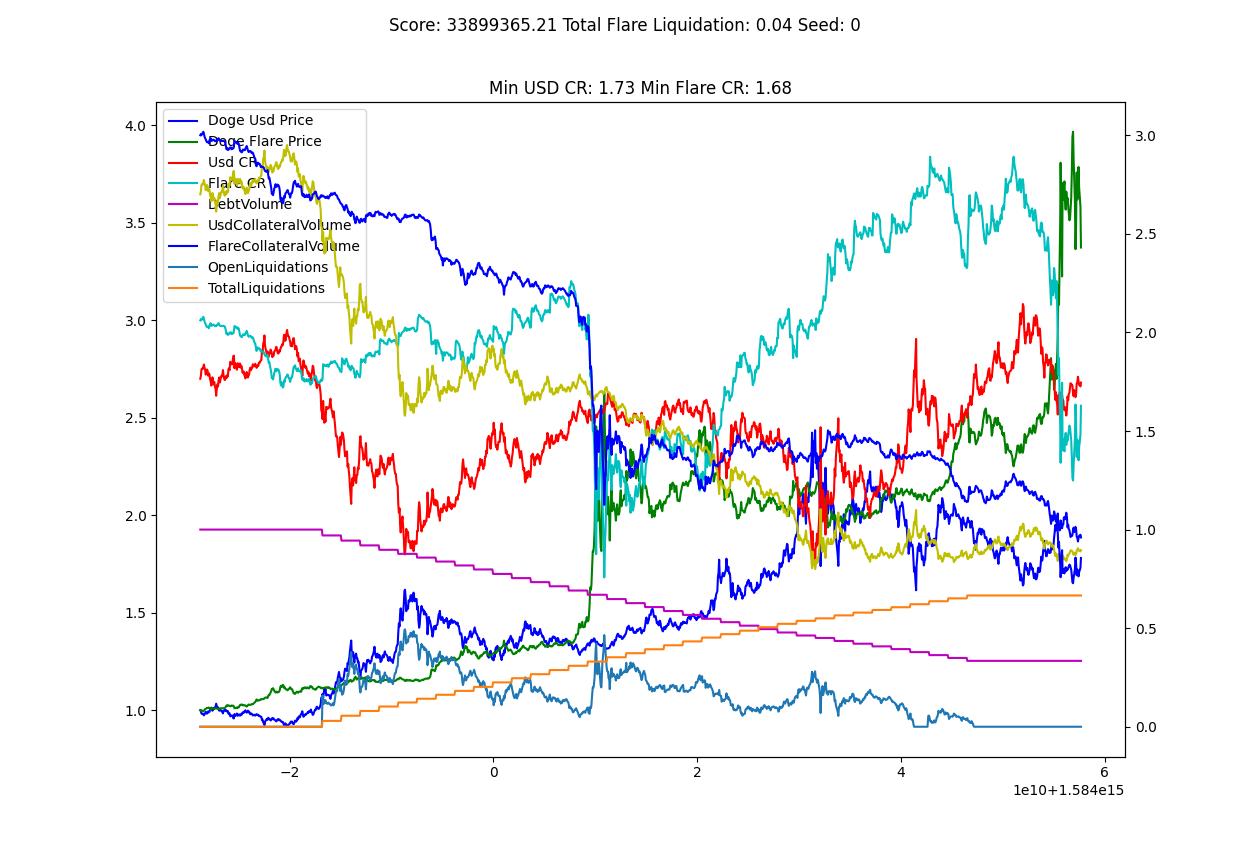 Score: 33899365.21 Total Flare Liquidation: 0.04 Seed: 0
Min USD CR: 1.73 Min Flare CR: 1.68
Doge Usd Price
Doge Flare Price
Usd CR
Flare CR
DebtVolume
UsdCollateralVolume
FlareCollateralVolume
OpenLiquidations
TotalLiquidations
4.0
3.5
3.0
2.5
2.0
1.5
1.0
3.0
2.5
2.0
1.5
1.0
0.5
0.0
−2
0
2
4
6
1e10+1.584e15